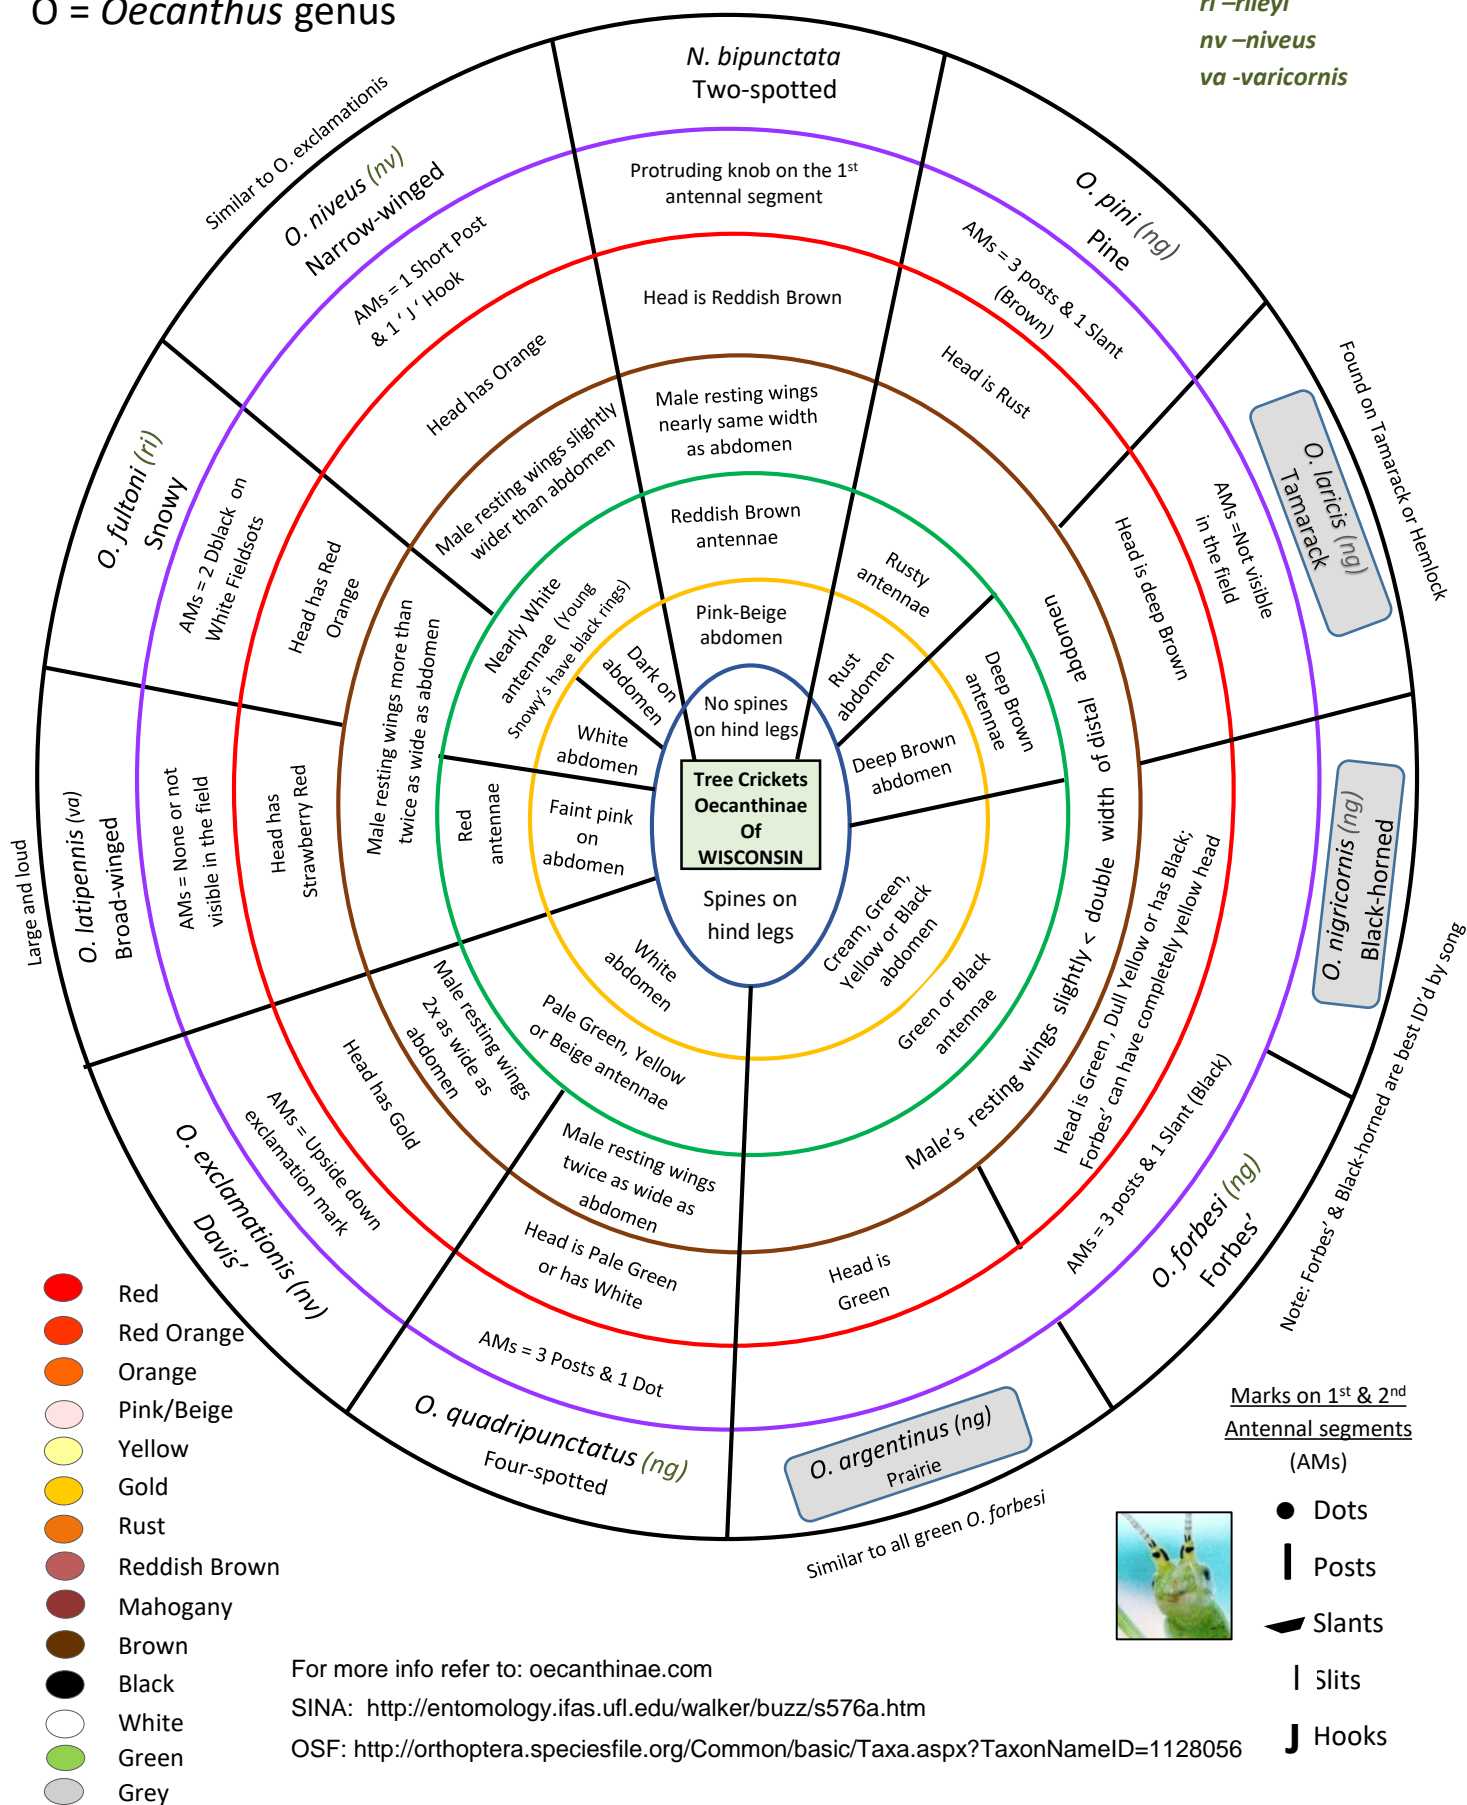 O = Oecanthus genus
ri –rileyi
nv –niveus
va -varicornis
N. bipunctata
Two-spotted
Protruding knob on the 1st
antennal segment
Head is Reddish Brown
Male resting wings
nearly same width
as abdomen
Reddish Brown
antennae
Pink-Beige
abdomen
No spines
on hind legs
O. pini (ng)
Pine
AMs = 3 posts & 1 Slant
(Brown)
Head is Rust
Rusty
antennae
Rust
abdomen
Found on Tamarack or Hemlock
O. laricis (ng)
Tamarack
AMs =Not visible
in the field
Head is deep Brown
Deep Brown
antennae
Deep Brown
abdomen
O. nigricornis (ng)
Black-horned
Note: Forbes' & Black-horned are best ID'd by song
O. forbesi (ng)
Forbes'
AMs = 3 posts & 1 Slant (Black)
Head is Green , Dull Yellow or has Black;
Forbes' can have completely yellow head
Male's resting wings slightly < double width of distal abdomen
Green or Black
antennae
Cream, Green,
Yellow or Black
abdomen
Head is
Green
O. argentinus (ng)
Prairie
Similar to all green O. forbesi
Tree Crickets
Oecanthinae
Of
WISCONSIN
Spines on
hind legs
O. quadripunctatus (ng)
Four-spotted
AMs = 3 Posts & 1 Dot
Head is Pale Green
or has White
Male resting wings
twice as wide as
abdomen
Pale Green, Yellow
or Beige antennae
White
abdomen
O. exclamationis (nv)
Davis'
AMs = Upside down
exclamation mark
Head has Gold
Male resting wings
2x as wide as
abdomen
Large and loud
O. latipennis (va)
Broad-winged
AMs = None or not
visible in the field
Head has
Strawberry Red
Male resting wings more than
twice as wide as abdomen
Red
antennae
Faint pink
on
abdomen
O. fultoni (ri)
Snowy
AMs = 2 Dblack on
White Fieldsots
Head has Red
Orange
Nearly White
antennae (Young
Snowy's have black rings)
White
abdomen
Similar to O. exclamationis
O. niveus (nv)
Narrow-winged
AMs = 1 Short Post
& 1 ‘ J ‘ Hook
Head has Orange
Male resting wings slightly
wider than abdomen
Dark on
abdomen
Red
Red Orange
Orange
Pink/Beige
Yellow
Gold
Rust
Reddish Brown
Mahogany
Brown
Black
White
Green
Grey
Marks on 1st & 2nd
Antennal segments
(AMs)
Dots
Posts
Slants
Slits
Hooks
For more info refer to: oecanthinae.com
SINA: http://entomology.ifas.ufl.edu/walker/buzz/s576a.htm
OSF: http://orthoptera.speciesfile.org/Common/basic/Taxa.aspx?TaxonNameID=1128056